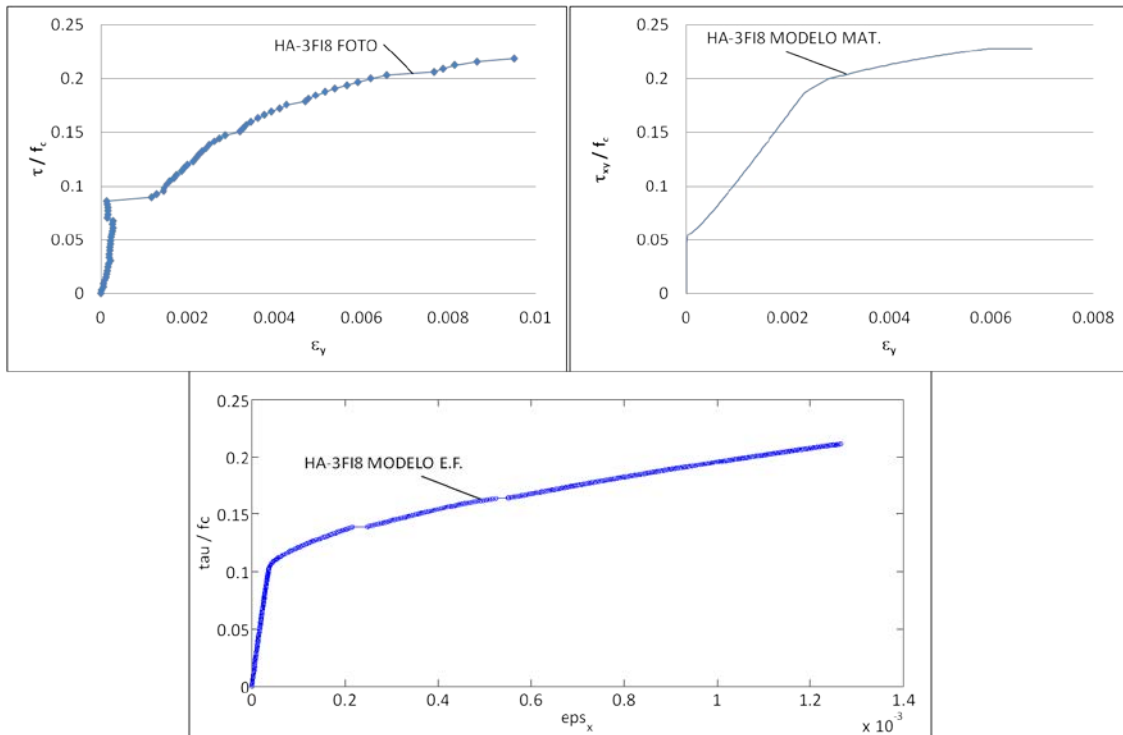 0.25
0.2
0.15
0.1
0.05
0
τ / f꜀
HA-3FI8 FOTO
0 0.002 0.004 0.006 0.008 0.01
εy
0.25
0.2
0.15
0.1
0.05
0
τxy / fc
HA-3FI8 MODELO MAT.
0 0.002 0.004 0.006 0.008
εy
0.25
0.2
0.15
0.1
0.05
0
tau / fc
HA-3FI8 MODELO E.F.
0 0.2 0.4 0.6 0.8 1 1.2 1.4
epsx
x 10-3